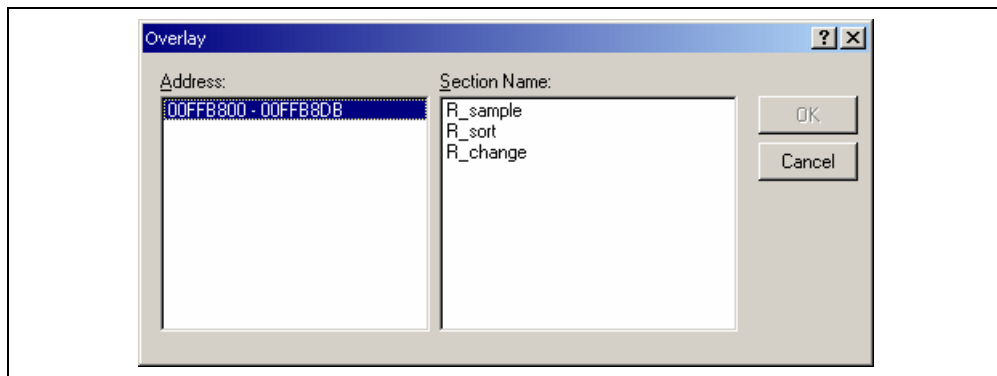 Overlay
Address:
Section Name:
00FFB800 - 00FFB8DB
R_sample
R_sort
R_change
OK
Cancel